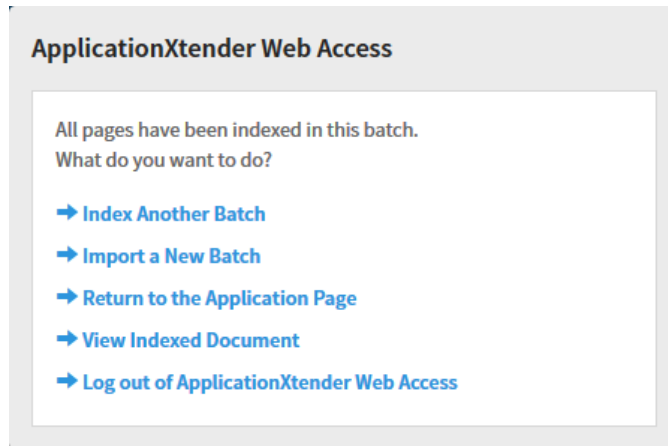 ApplicationXtender Web Access
All pages have been indexed in this batch.
What do you want to do?
Index Another Batch
Import a New Batch
Return to the Application Page
View Indexed Document
Log out of ApplicationXtender Web Access